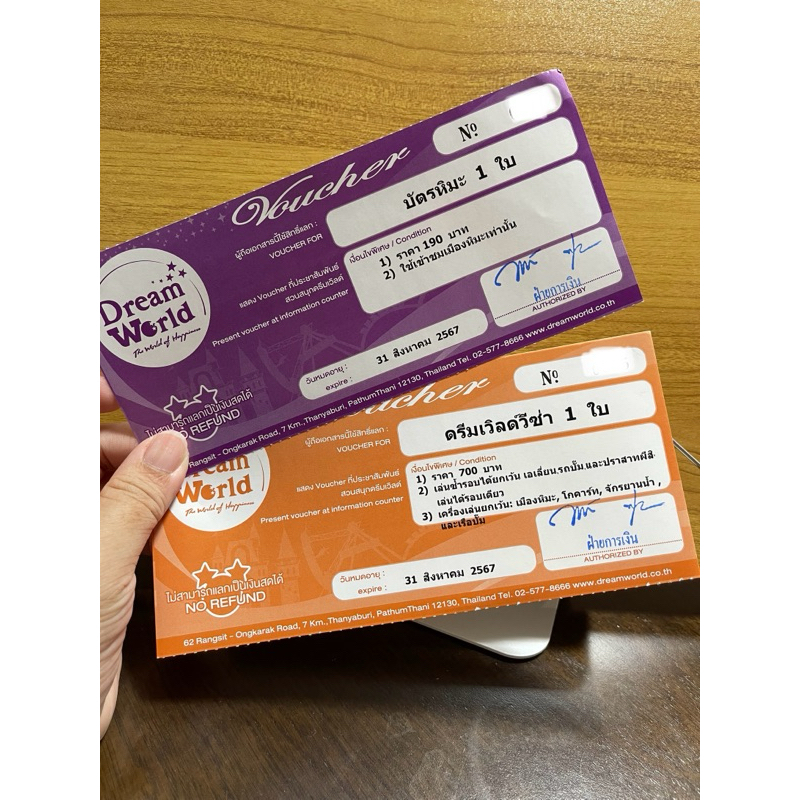 Voucher
Nº
ผู้ถือเอกสารนี้ใช้สิทธิ์แลก :
VOUCHER FOR
บัตรหิมะ 1 ใบ
เงื่อนไขพิเศษ / Condition
1) ราคา 190 บาท
2) ใช้เข้าชมเมืองหิมะเท่านั้น
แสดง Voucher ที่ประชาสัมพันธ์
สวนสนุกดรีมเวิลด์
Present voucher at information counter
Dream
World
The World of Happiness
ฝ่ายการเงิน
AUTHORIZED BY
วันหมดอายุ :
expire :
31 สิงหาคม 2567
ไม่สามารถแลกเป็นเงินสดได้
NO REFUND
Rangsit - Ongkarak Road, 7 Km.,Thanyaburi, PathumThani 12130, Thailand Tel. 02-577-8666 www.dreamworld.co.th
ucher
Nº
ผู้ถือเอกสารนี้ใช้สิทธิ์แลก :
VOUCHER FOR
ดรีมเวิลด์วีซ่า 1 ใบ
เงื่อนไขพิเศษ / Condition
1) ราคา 700 บาท
2) เล่นซ้ำรอบได้ยกเว้น เอเลี่ยน,รถบั๊ม และปราสาทผีสิง
เล่นได้รอบเดียว
3) เครื่องเล่นยกเว้น: เมืองหิมะ, โกคาร์ท, จักรยานน้ำ ,
และเรือบั๊ม
แสดง Voucher ที่ประชาสัมพันธ์
สวนสนุกดรีมเวิลด์
Present voucher at information counter
World
The World of Happiness
ฝ่ายการเงิน
AUTHORIZED BY
วันหมดอายุ :
expire :
31 สิงหาคม 2567
ไม่สามารถแลกเป็นเงินสดได้
NO REFUND
62 Rangsit - Ongkarak Road, 7 Km.,Thanyaburi, PathumThani 12130, Thailand Tel. 02-577-8666 www.dreamworld.co.th